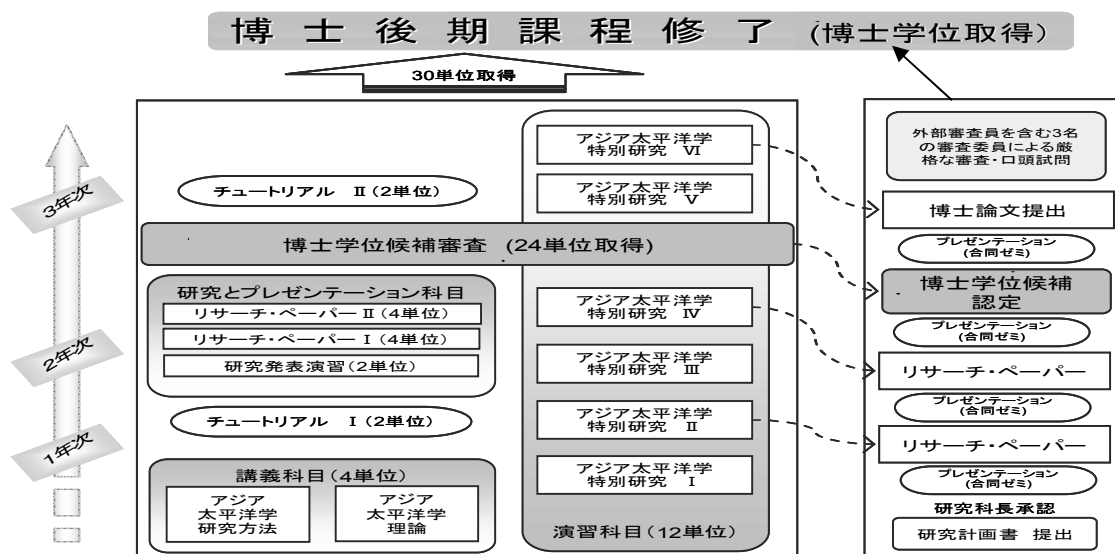 博士後期課程修了(博士学位取得)
30単位取得
3年次
2年次
1年次
アジア太平洋学
特別研究 Ⅵ
チュートリアル Ⅱ(2単位)
アジア太平洋学
特別研究 Ⅴ
博士学位候補審査 (24単位取得)
研究とプレゼンテーション科目
リサーチ・ペーパー Ⅱ(4単位)
リサーチ・ペーパー Ⅰ(4単位)
研究発表演習(2単位)
アジア太平洋学
特別研究 Ⅳ
アジア太平洋学
特別研究 Ⅲ
チュートリアル Ⅰ(2単位)
アジア太平洋学
特別研究 Ⅱ
講義科目(4単位)
アジア
太平洋学
研究方法
アジア
太平洋学
理論
アジア太平洋学
特別研究 Ⅰ
演習科目(12単位)
外部審査員を含む3名
の審査委員による厳
格な審査・口頭試問
博士論文提出
プレゼンテーション
(合同ゼミ)
博士学位候補
認定
プレゼンテーション
(合同ゼミ)
リサーチ・ペーパー
プレゼンテーション
(合同ゼミ)
リサーチ・ペーパー
プレゼンテーション
(合同ゼミ)
研究科長承認
研究計画書 提出